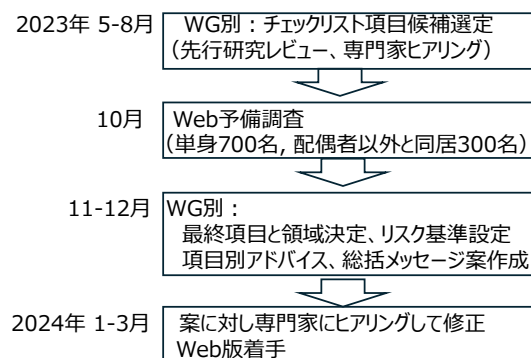 2023年 5-8月
WG別：チェックリスト項目候補選定
（先行研究レビュー、専門家ヒアリング）
10月
Web予備調査
（単身700名, 配偶者以外と同居300名）
11-12月
WG別：
最終項目と領域決定、リスク基準設定
項目別アドバイス、総括メッセージ案作成
2024年 1-3月
案に対し専門家にヒアリングして修正
Web版着手